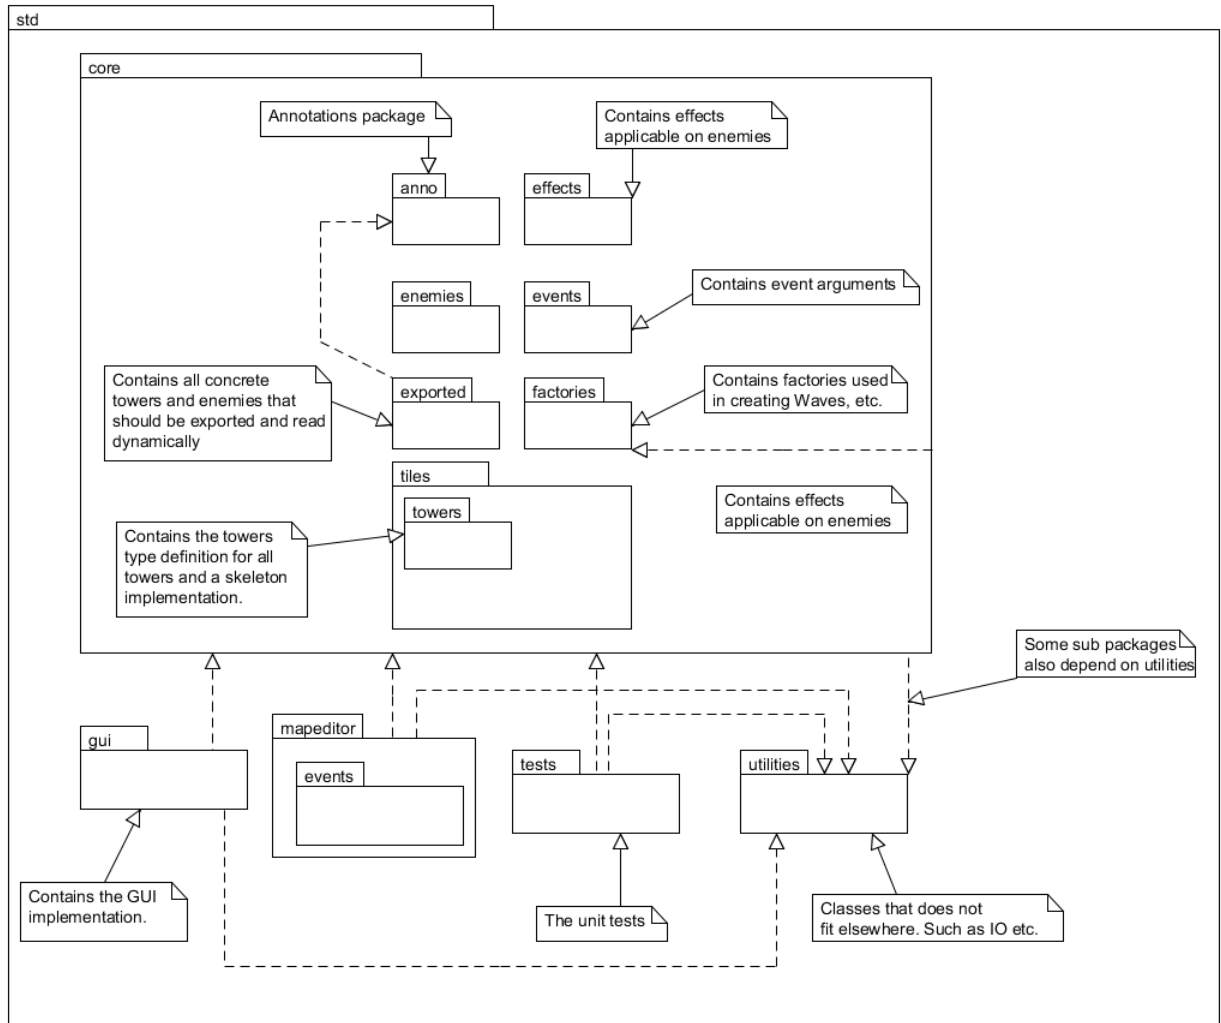 std
core
Annotations package
Contains effects
applicable on enemies
anno
effects
Contains event arguments
enemies
events
Contains all concrete
towers and enemies that
should be exported and read
dynamically
exported
factories
Contains factories used
in creating Waves, etc.
tiles
towers
Contains effects
applicable on enemies
Contains the towers
type definition for all
towers and a skeleton
implementation.
Some sub packages
also depend on utilities
gui
mapeditor
events
tests
utilities
Contains the GUI
implementation.
The unit tests
Classes that does not
fit elsewhere. Such as IO etc.